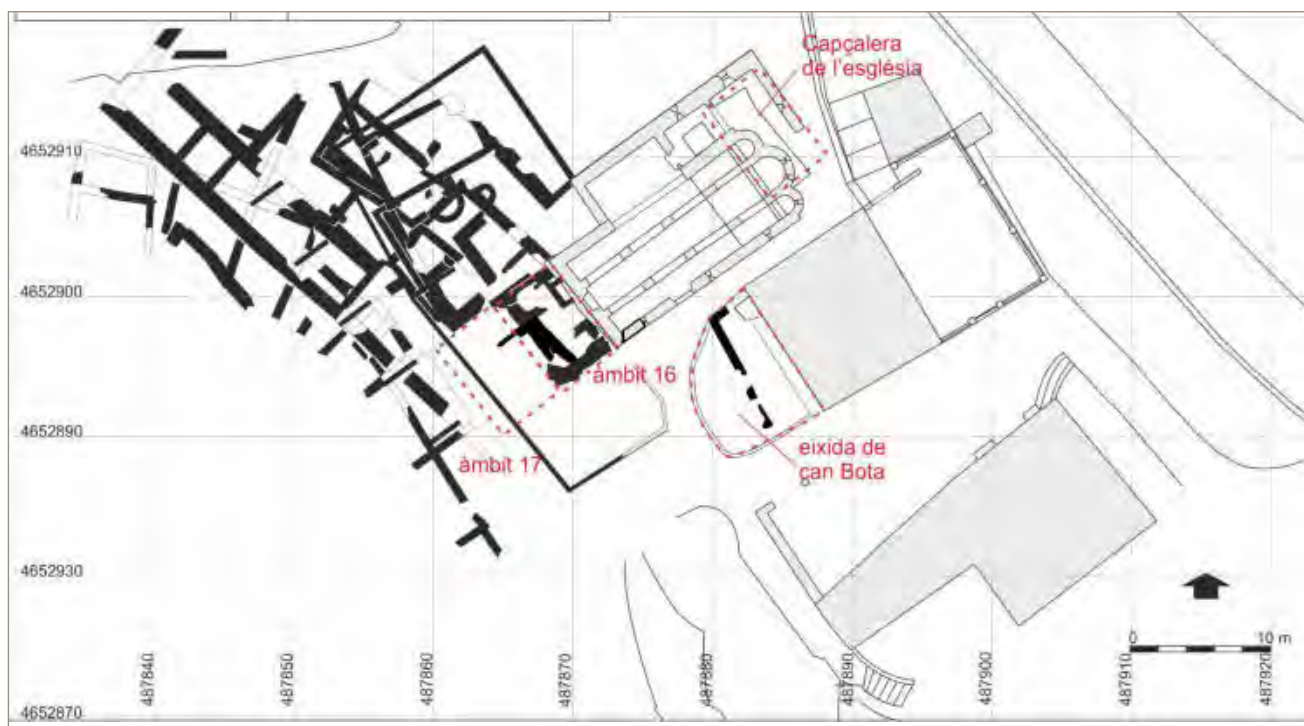 Capçalera
de l'església
4652910
4652900
àmbit 16
4652890
àmbit 17
eixida de
can Bota
4652930
0 10 m
487840
487850
487860
487870
487880
487890
487900
487910
487920
4652870